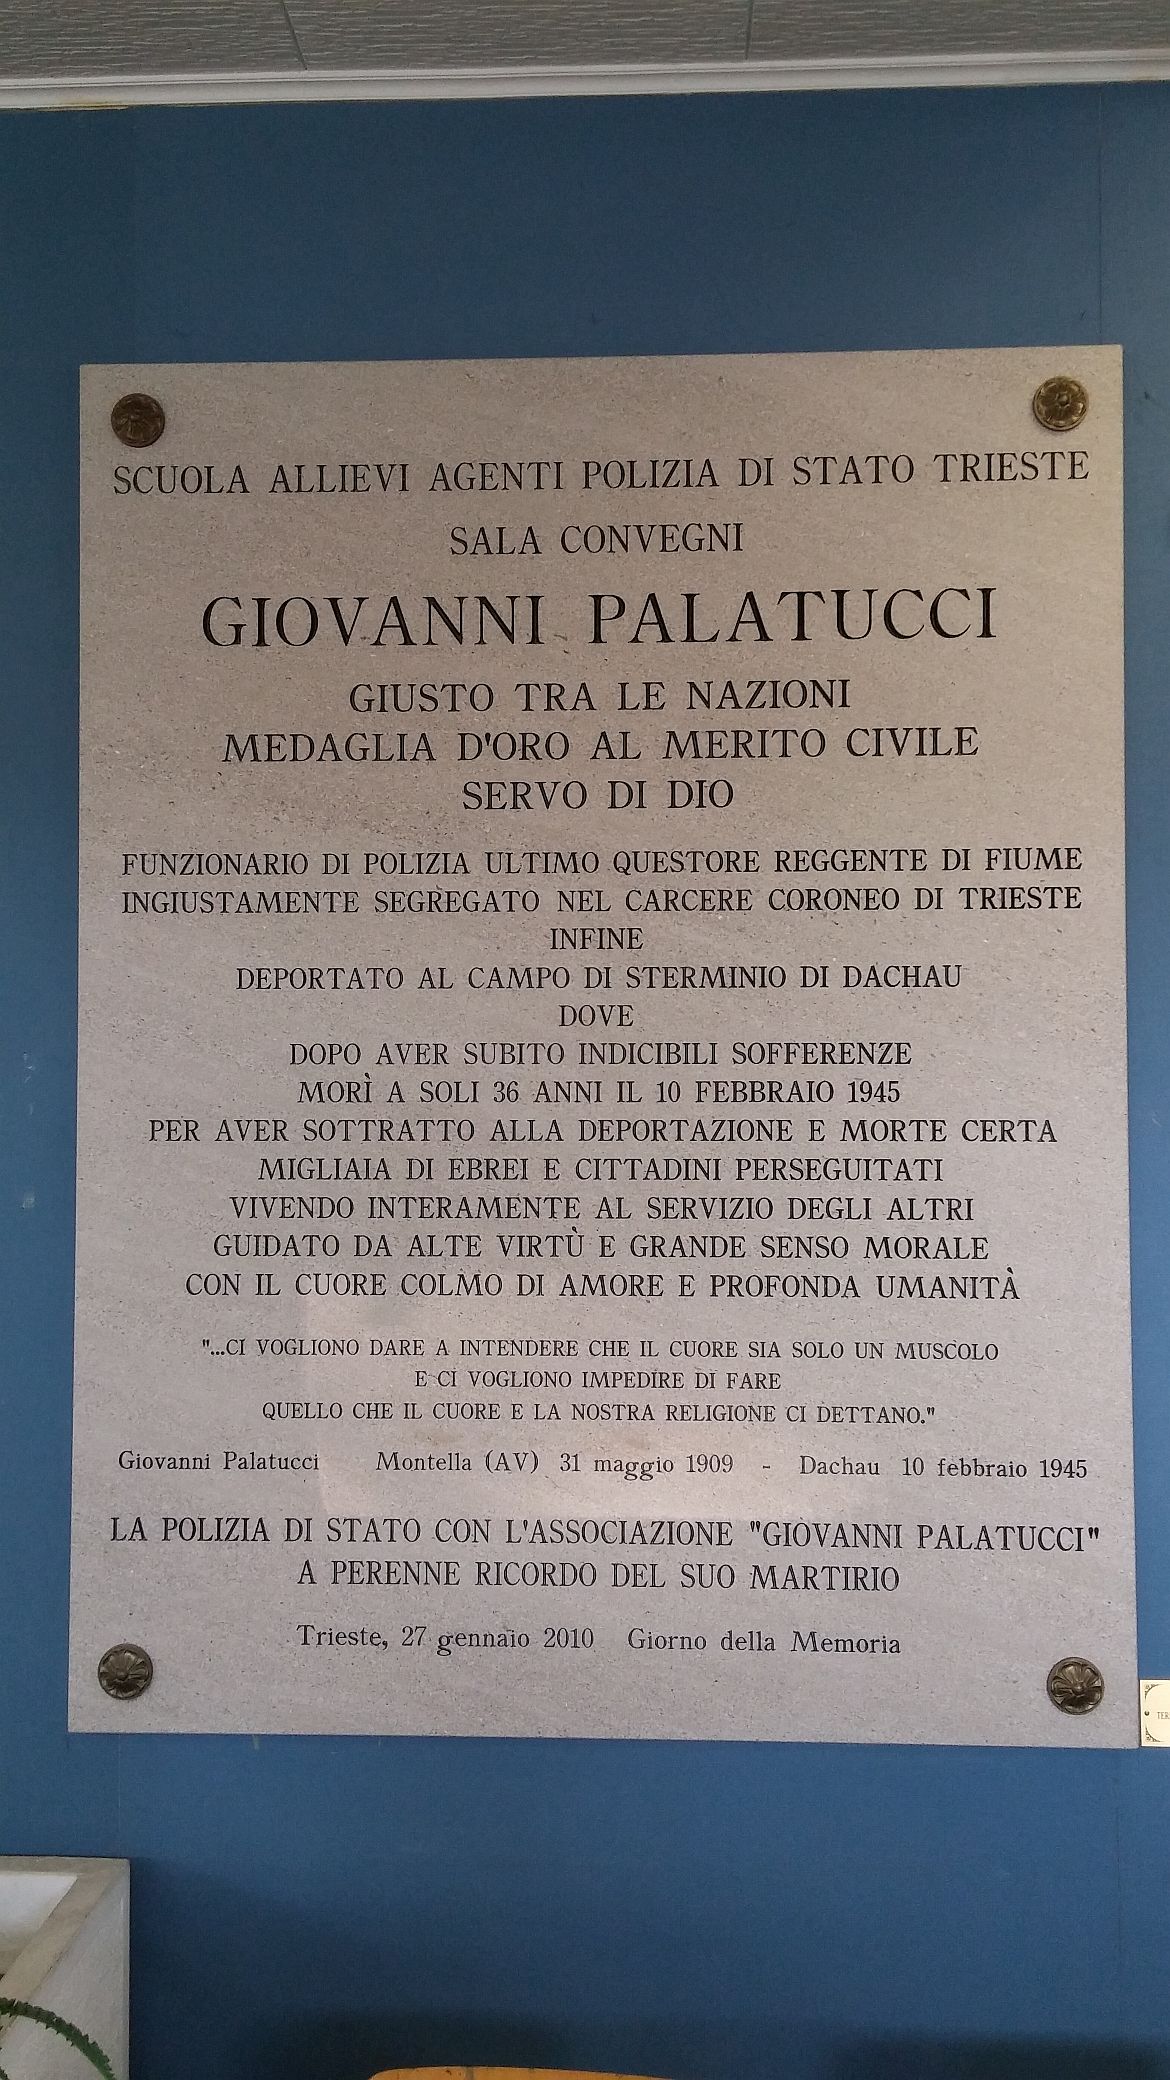 SCUOLA ALLIEVI AGENTI POLIZIA DI STATO TRIESTE
SALA CONVEGNI
GIOVANNI PALATUCCI
GIUSTO TRA LE NAZIONI
MEDAGLIA D'ORO AL MERITO CIVILE
SERVO DI DIO
FUNZIONARIO DI POLIZIA ULTIMO QUESTORE REGGENTE DI FIUME
INGIUSTAMENTE SEGREGATO NEL CARCERE CORONEO DI TRIESTE
INFINE
DEPORTATO AL CAMPO DI STERMINIO DI DACHAU
DOVE
DOPO AVER SUBITO INDICIBILI SOFFERENZE
MORÌ A SOLI 36 ANNI IL 10 FEBBRAIO 1945
PER AVER SOTTRATTO ALLA DEPORTAZIONE E MORTE CERTA
MIGLIAIA DI EBREI E CITTADINI PERSEGUITATI
VIVENDO INTERAMENTE AL SERVIZIO DEGLI ALTRI
GUIDATO DA ALTE VIRTÙ E GRANDE SENSO MORALE
CON IL CUORE COLMO DI AMORE E PROFONDA UMANITÀ
"...CI VOGLIONO DARE A INTENDERE CHE IL CUORE SIA SOLO UN MUSCOLO
E CI VOGLIONO IMPEDIRE DI FARE
QUELLO CHE IL CUORE E LA NOSTRA RELIGIONE CI DETTANO."
Giovanni Palatucci Montella (AV) 31 maggio 1909 - Dachau 10 febbraio 1945
LA POLIZIA DI STATO CON L'ASSOCIAZIONE "GIOVANNI PALATUCCI"
A PERENNE RICORDO DEL SUO MARTIRIO
Trieste, 27 gennaio 2010 Giorno della Memoria